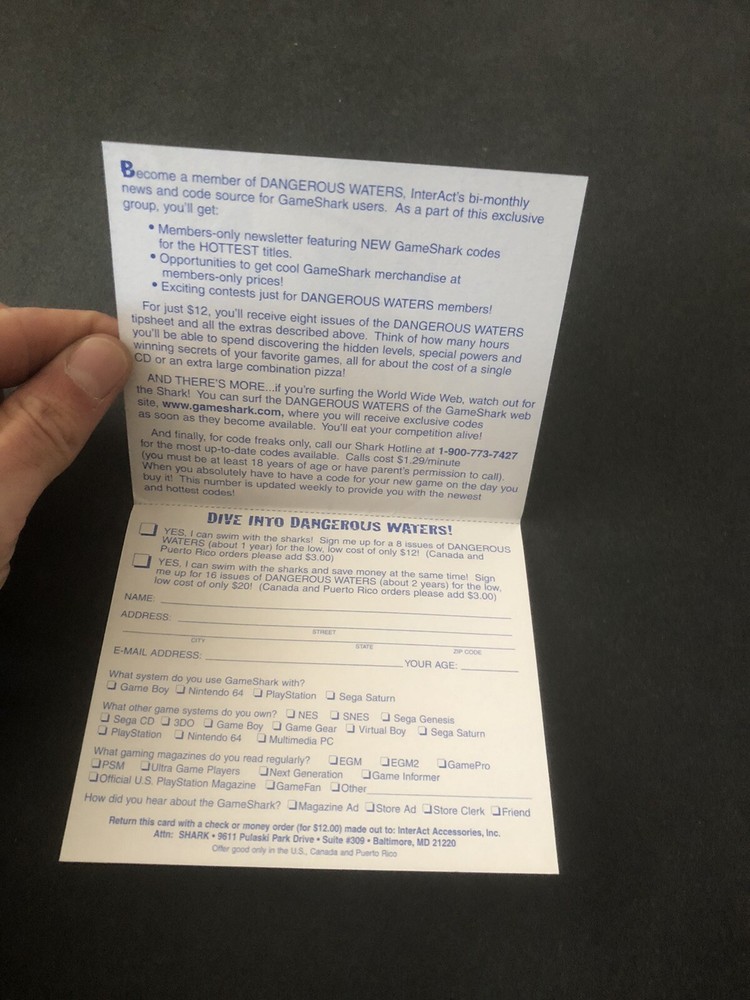 Become a member of DANGEROUS WATERS, InterAct's bi-monthly
news and code source for GameShark users. As a part of this exclusive
group, you'll get:
• Members-only newsletter featuring NEW GameShark codes
for the HOTTEST titles.
• Opportunities to get cool GameShark merchandise at
members-only prices!
• Exciting contests just for DANGEROUS WATERS members!
For just $12, you'll receive eight issues of the DANGEROUS WATERS
tipsheet and all the extras described above. Think of how many hours
you'll be able to spend discovering the hidden levels, special powers and
winning secrets of your favorite games, all for about the cost of a single
CD or an extra large combination pizza!
AND THERE'S MORE...if you're surfing the World Wide Web, watch out for
the Shark! You can surf the DANGEROUS WATERS of the GameShark web
site, www.gameshark.com, where you will receive exclusive codes
as soon as they become available. You'll eat your competition alive!
And finally, for code freaks only, call our Shark Hotline at 1-900-773-7427
for the most up-to-date codes available. Calls cost $1.29/minute
(you must be at least 18 years of age or have parent's permission to call).
When you absolutely have to have a code for your new game on the day you
buy it! This number is updated weekly to provide you with the newest
and hottest codes!
DIVE INTO DANGEROUS WATERS!
❏ YES, I can swim with the sharks! Sign me up for a 8 issues of DANGEROUS
WATERS (about 1 year) for the low, low cost of only $12! (Canada and
Puerto Rico orders please add $3.00)
❏ YES, I can swim with the sharks and save money at the same time! Sign
me up for 16 issues of DANGEROUS WATERS (about 2 years) for the low,
low cost of only $20! (Canada and Puerto Rico orders please add $3.00)
NAME:
ADDRESS:
STREET
CITY STATE ZIP CODE
E-MAIL ADDRESS: YOUR AGE:
What system do you use GameShark with?
❏ Game Boy ❏ Nintendo 64 ❏ PlayStation ❏ Sega Saturn
What other game systems do you own? ❏ NES ❏ SNES ❏ Sega Genesis
❏ Sega CD ❏ 3DO ❏ Game Boy ❏ Game Gear ❏ Virtual Boy ❏ Sega Saturn
❏ PlayStation ❏ Nintendo 64 ❏ Multimedia PC
What gaming magazines do you read regularly? ❏EGM ❏EGM2 ❏GamePro
❏PSM ❏Ultra Game Players ❏Next Generation ❏Game Informer
❏Official U.S. PlayStation Magazine ❏GameFan ❏Other
How did you hear about the GameShark? ❏Magazine Ad ❏Store Ad ❏Store Clerk ❏Friend
Return this card with a check or money order (for $12.00) made out to: InterAct Accessories, Inc.
Attn: SHARK • 9611 Pulaski Park Drive • Suite #309 • Baltimore, MD 21220
Offer good only in the U.S., Canada and Puerto Rico